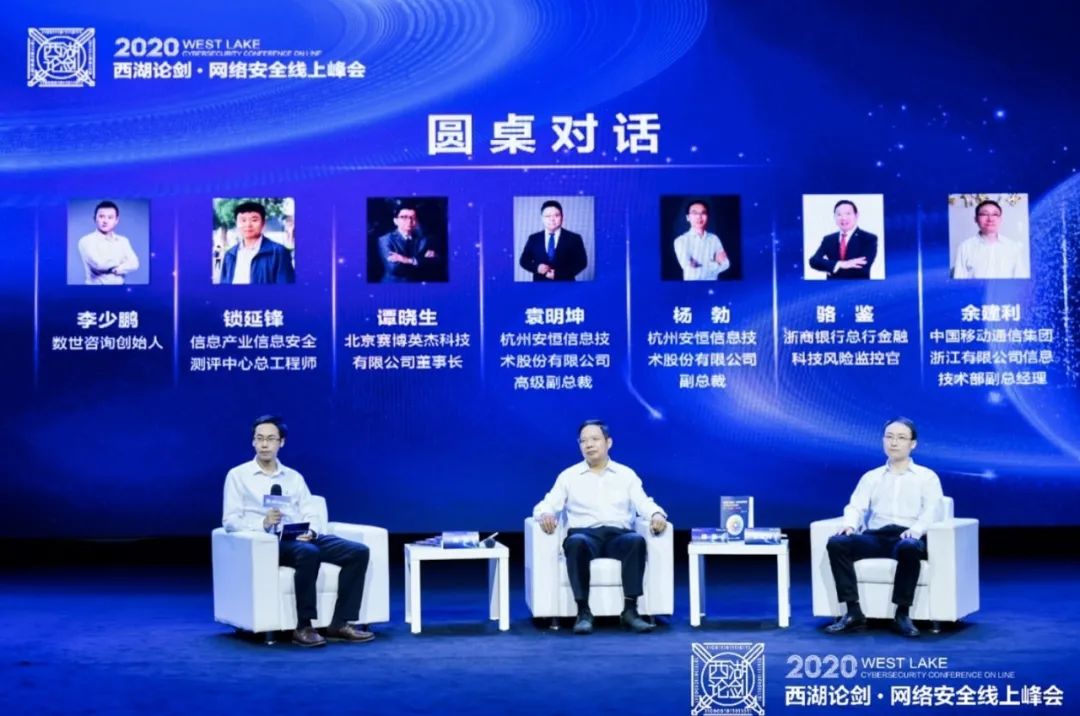 西湖论剑
2020 WEST LAKE
CYBERSECURITY CONFERENCE ON LINE
西湖论剑·网络安全线上峰会
圆桌对话
李少鹏
数世咨询创始人
锁延锋
信息产业信息安全
测评中心总工程师
谭晓生
北京赛博英杰科技
有限公司董事长
袁明坤
杭州安恒信息技
术股份有限公司
高级副总裁
杨勃
杭州安恒信息技
术股份有限公司
副总裁
骆鉴
浙商银行总行金融
科技风险监控官
余建利
中国移动通信集团
浙江有限公司信息
技术部副总经理
西湖论剑
2020 WEST LAKE
CYBERSECURITY CONFERENCE ON LINE
西湖论剑·网络安全线上峰会